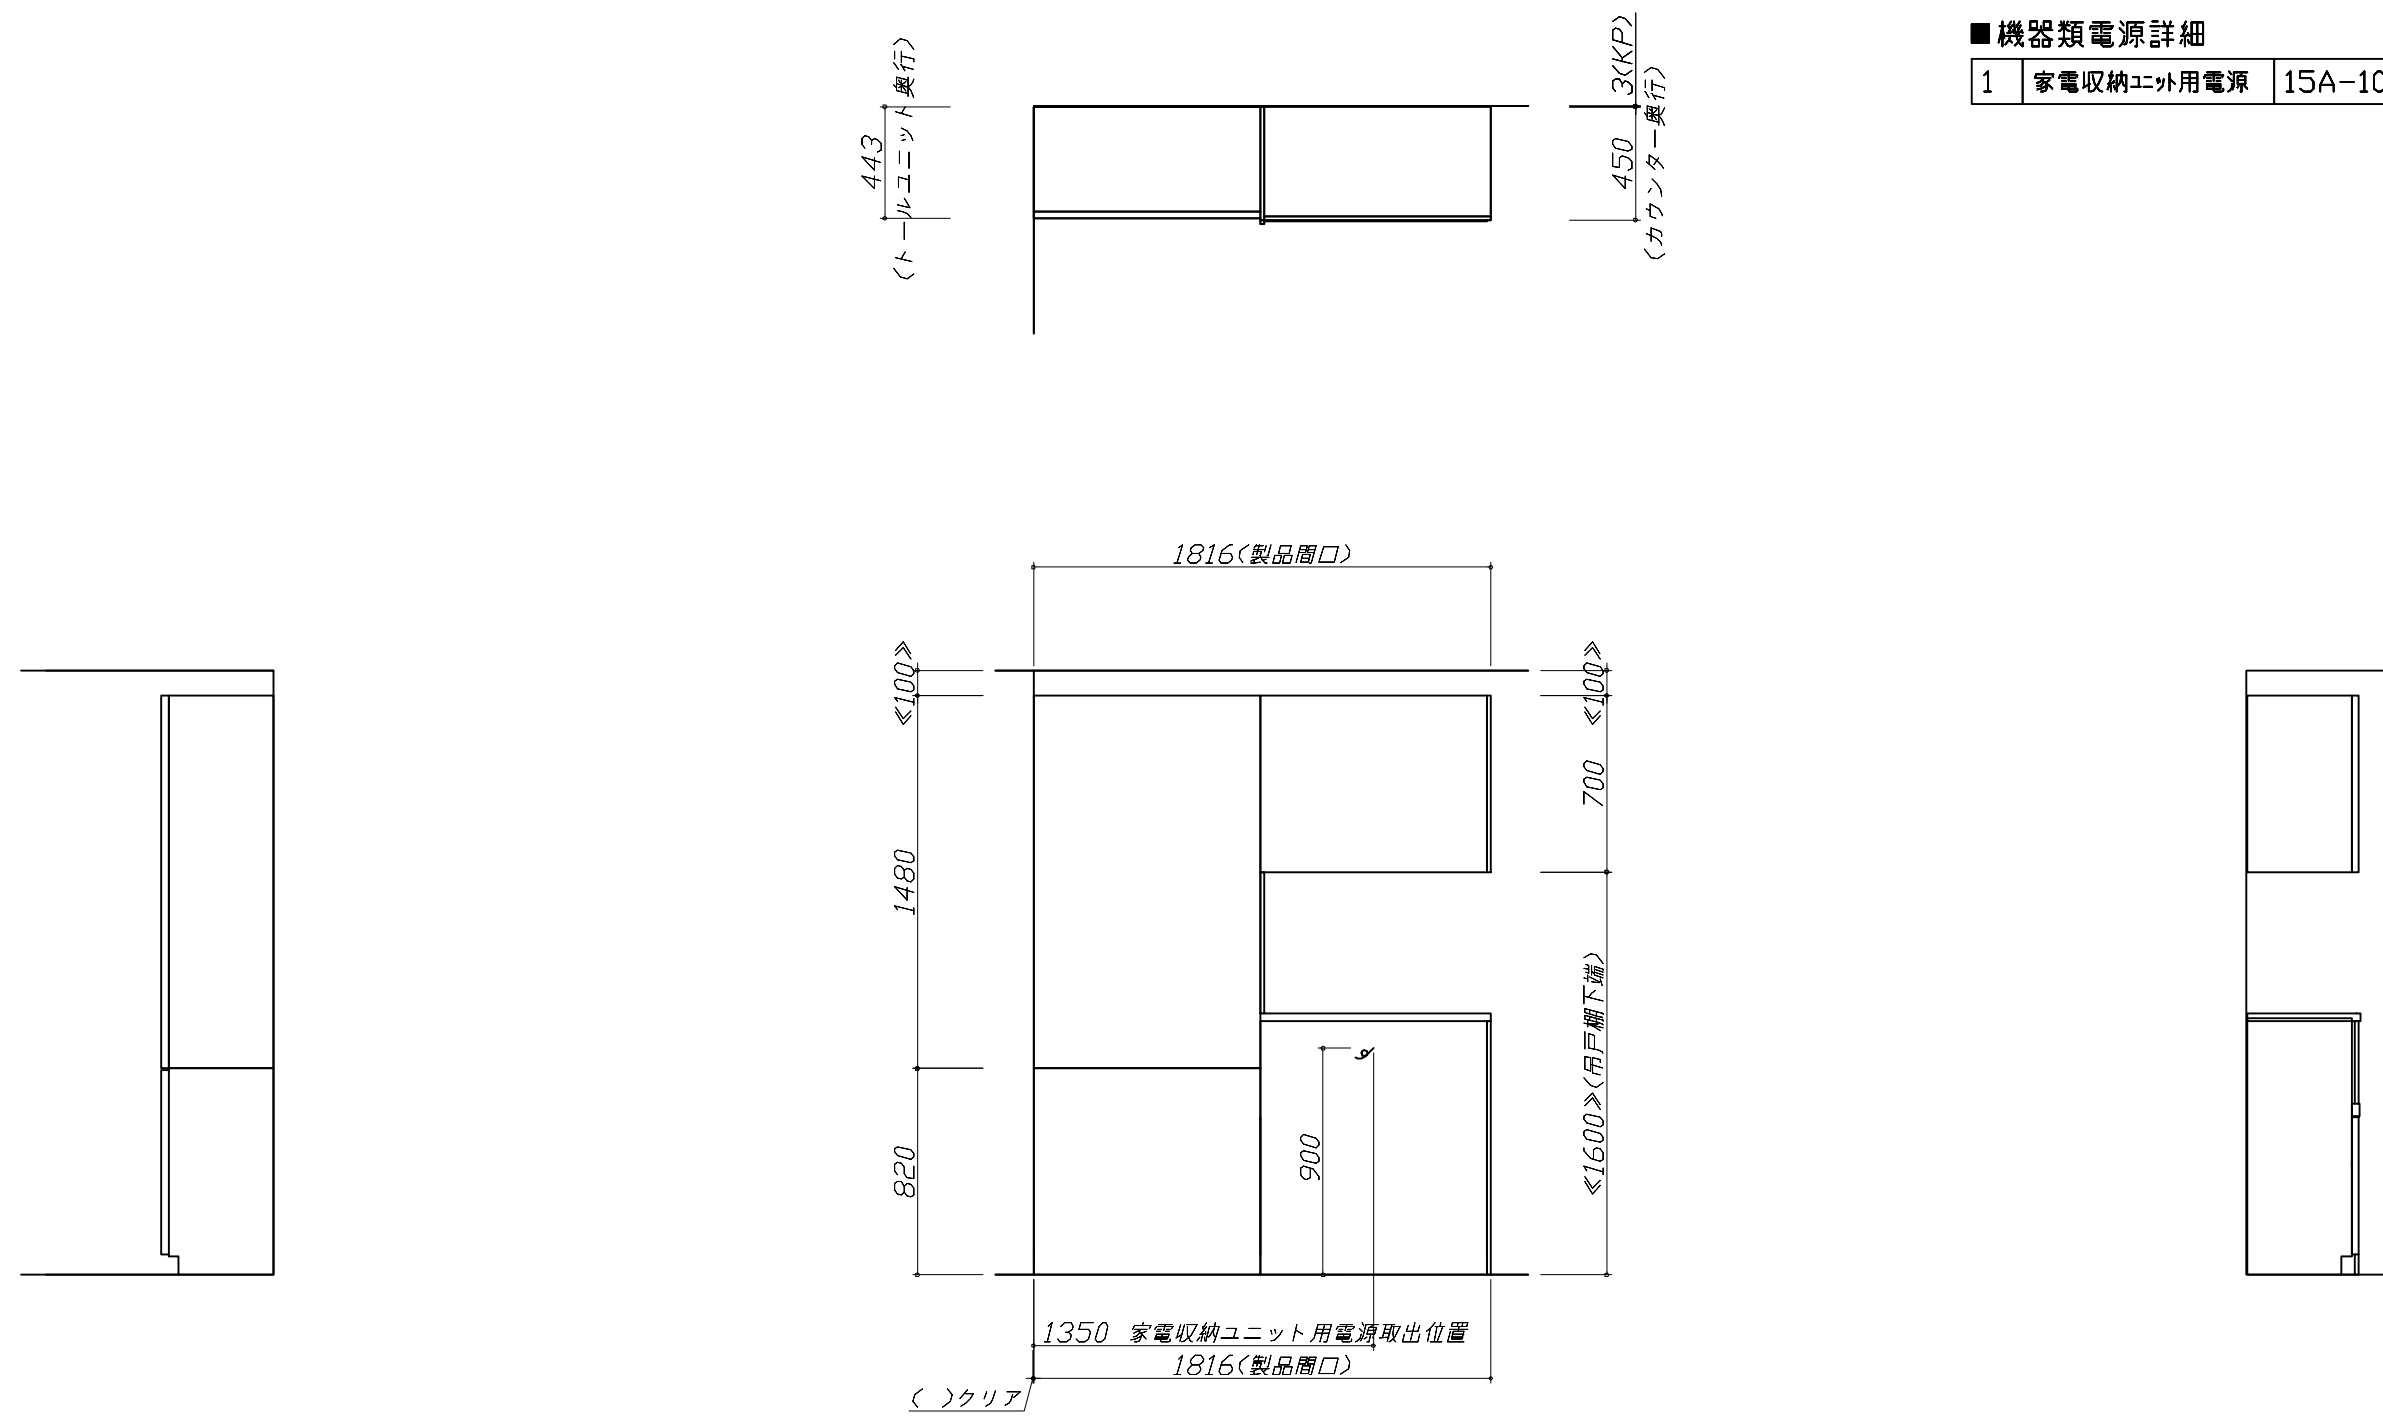 ■機器類電源詳細
1 家電収納ユニット用電源 15A-10
443
(トールユニット奥行)
3(KP)
450
(カウンター奥行)
1816(製品間口)
≪100≫
1480
820
≪100≫
700
≪1600≫(吊戸棚下端)
900
1350 家電収納ユニット用電源取出位置
1816(製品間口)
( )クリア